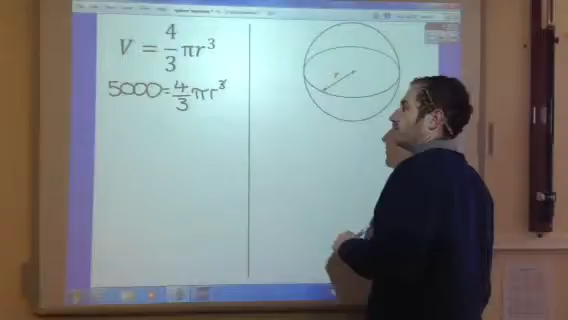 V = 4/3 πr³
5000 = 4/3 πr³
r